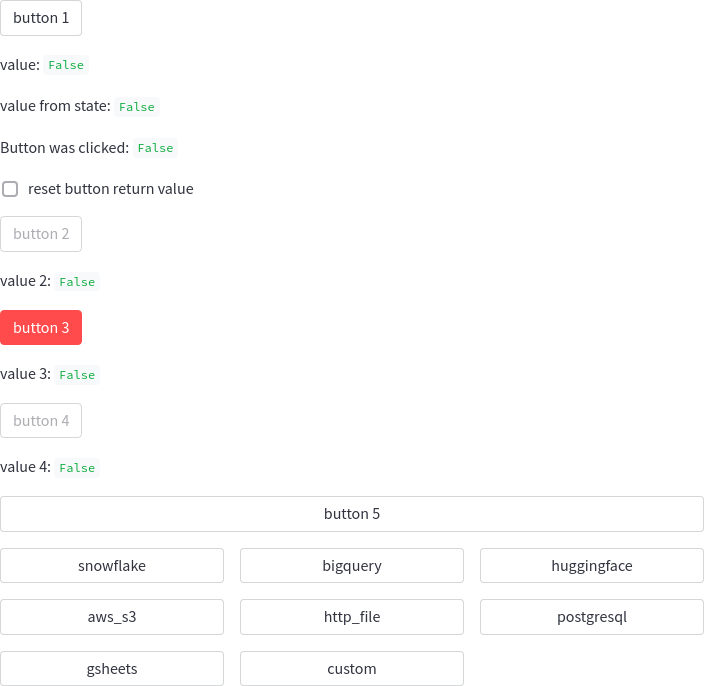 button 1
value: False
value from state: False
Button was clicked: False
reset button return value
button 2
value 2: False
button 3
value 3: False
button 4
value 4: False
button 5
snowflake bigquery huggingface
aws_s3 http_file postgresql
gsheets custom